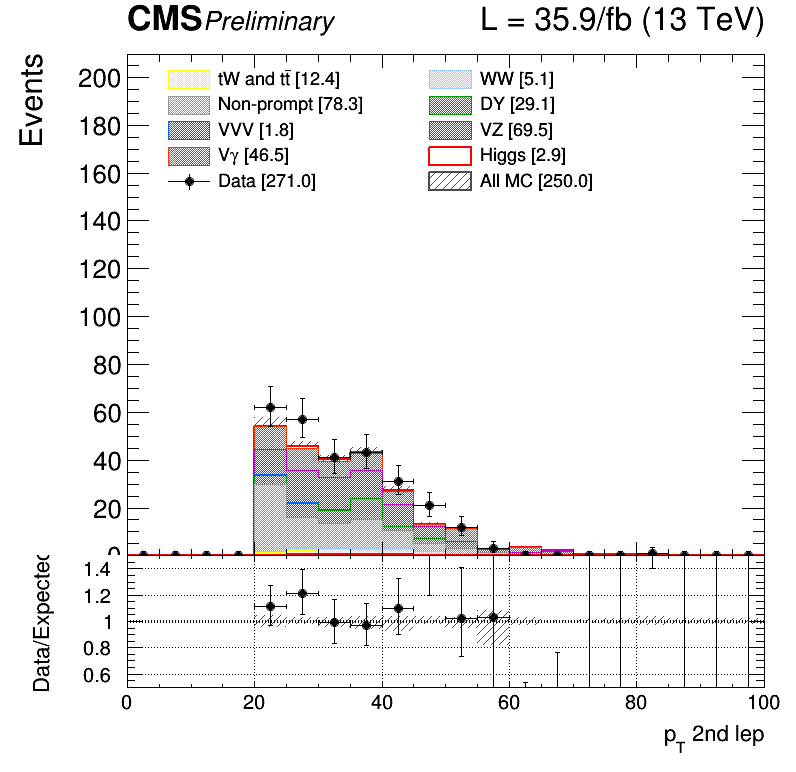 CMS Preliminary L = 35.9/fb (13 TeV)
Events
200
180
160
140
120
100
80
60
40
20
0
tW and tt̄ [12.4]
Non-prompt [78.3]
VVV [1.8]
Vγ [46.5]
Data [271.0]
WW [5.1]
DY [29.1]
VZ [69.5]
Higgs [2.9]
All MC [250.0]
Data/Expected
1.4
1.2
1
0.8
0.6
0 20 40 60 80 100
p_T 2nd lep